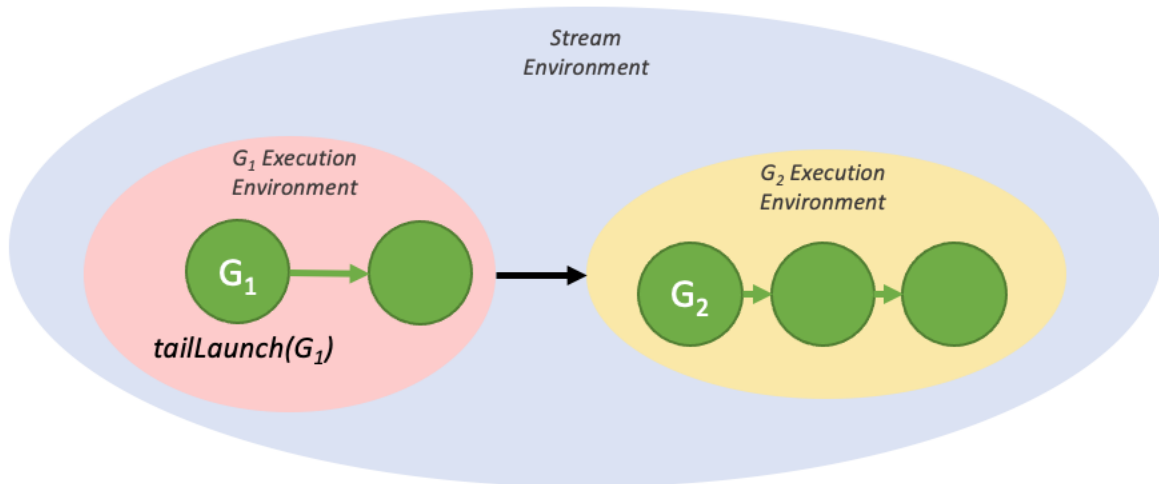 Stream
Environment
G₁ Execution
Environment
G₂ Execution
Environment
G₁
G₂
tailLaunch(G₁)